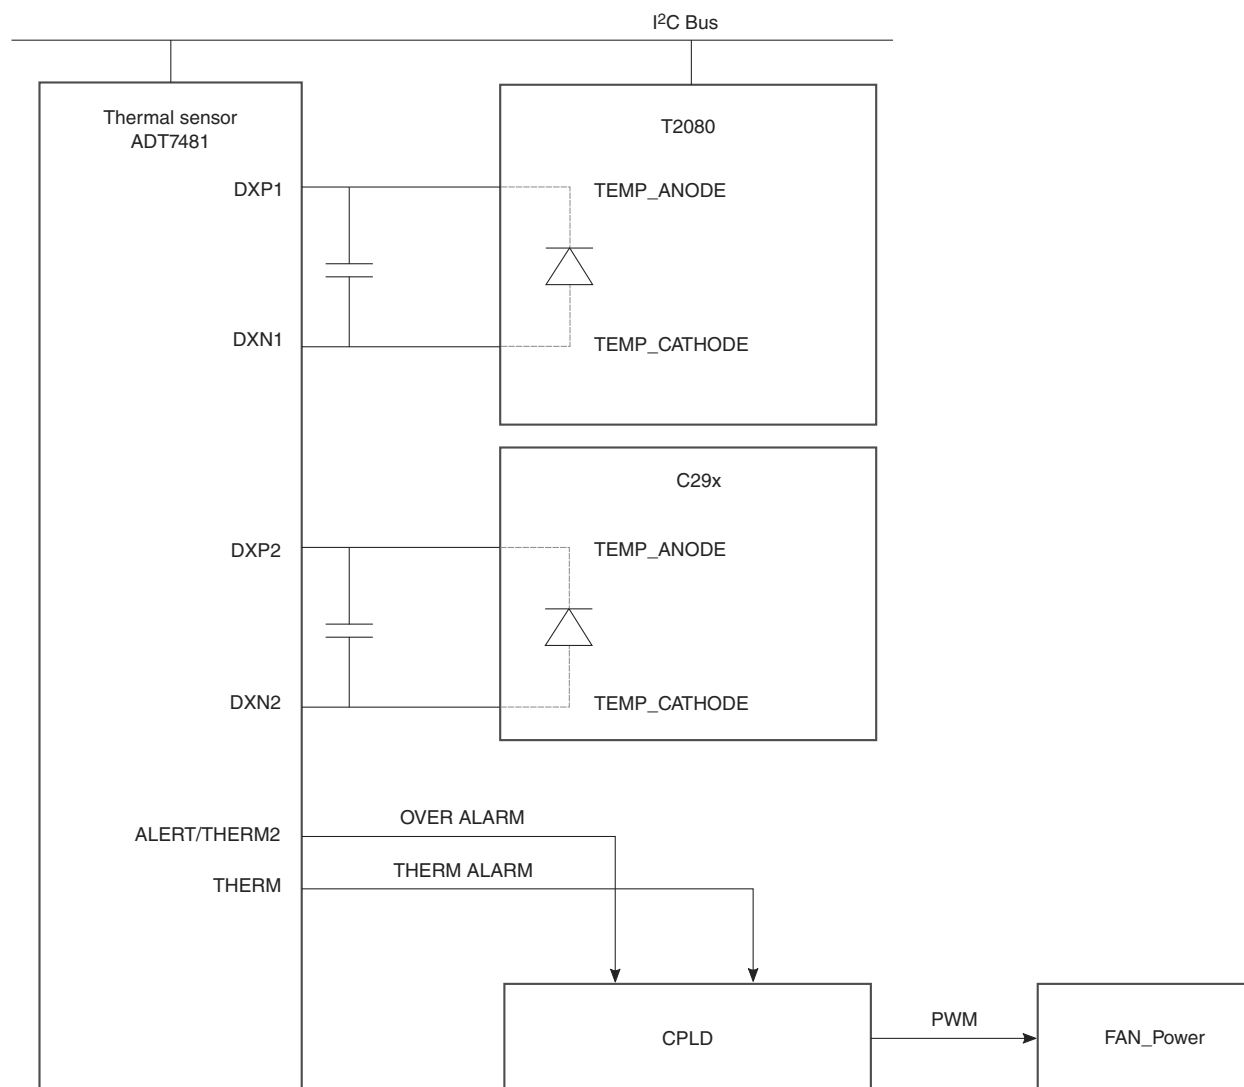 I²C Bus
Thermal sensor
ADT7481
T2080
DXP1
TEMP_ANODE
DXN1
TEMP_CATHODE
C29x
DXP2
TEMP_ANODE
DXN2
TEMP_CATHODE
ALERT/THERM2
OVER ALARM
THERM
THERM ALARM
CPLD
PWM
FAN_Power